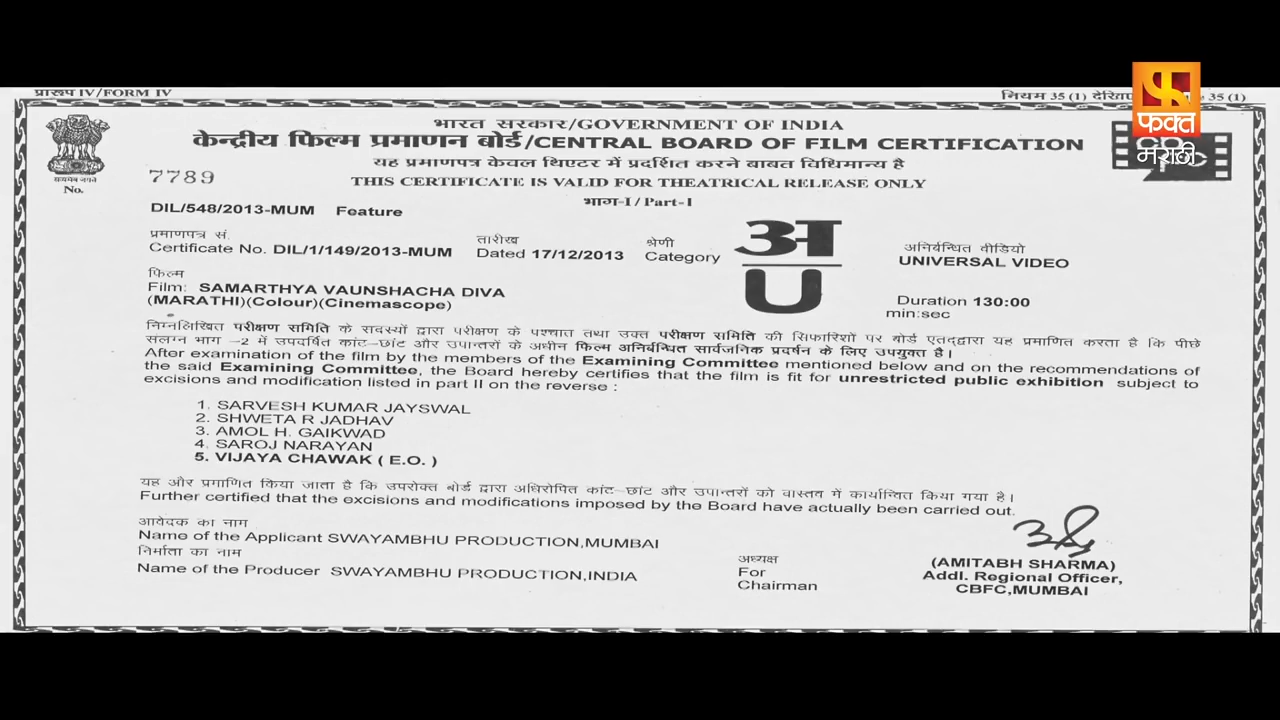 प्रारूप IV/FORM IV
भारत सरकार/GOVERNMENT OF INDIA
केन्द्रीय फिल्म प्रमाणन बोर्ड/CENTRAL BOARD OF FILM CERTIFICATION
यह प्रमाणपत्र केवल थिएटर में प्रदर्शित करने बाबत विधिमान्य है
THIS CERTIFICATE IS VALID FOR THEATRICAL RELEASE ONLY
भाग-I / Part-I
नियम 35 (1) 35 (1)
फक्त
मराठी
सत्यमेव जयते
No. 7789
DIL/548/2013-MUM Feature
प्रमाणपत्र सं.
Certificate No. DIL/1/149/2013-MUM
तारीख
Dated 17/12/2013
श्रेणी
Category
अ
U
अनिर्बन्धित वीडियो
UNIVERSAL VIDEO
फिल्म
Film: SAMARTHYA VAUNSHACHA DIVA
(MARATHI)(Colour)(Cinemascope)
Duration 130:00
min:sec
निम्नलिखित परीक्षण समिति के सदस्यों द्वारा परीक्षण के पश्चात तथा उक्त परीक्षण समिति की सिफारिशों पर बोर्ड एतद्द्वारा यह प्रमाणित करता है कि पीछे
सलग्न भाग -2 में उपदर्षित कांट-छांट और उपान्तरों के अधीन फिल्म अनिर्बन्धित सार्वजनिक प्रदर्षन के लिए उपयुक्त है।
After examination of the film by the members of the Examining Committee mentioned below and on the recommendations of
the said Examining Committee, the Board hereby certifies that the film is fit for unrestricted public exhibition subject to
excisions and modification listed in part II on the reverse :
1. SARVESH KUMAR JAYSWAL
2. SHWETA R JADHAV
3. AMOL H. GAIKWAD
4. SAROJ NARAYAN
5. VIJAYA CHAWAK ( E.O. )
यह और प्रमाणित किया जाता है कि उपरोक्त बोर्ड द्वारा अधिरोपित कांट-छांट और उपान्तरों को वास्तव में कार्यान्वित किया गया है।
Further certified that the excisions and modifications imposed by the Board have actually been carried out.
आवेदक का नाम
Name of the Applicant SWAYAMBHU PRODUCTION,MUMBAI
निर्माता का नाम
Name of the Producer SWAYAMBHU PRODUCTION,INDIA
अध्यक्ष
For
Chairman
(AMITABH SHARMA)
Addl. Regional Officer,
CBFC,MUMBAI